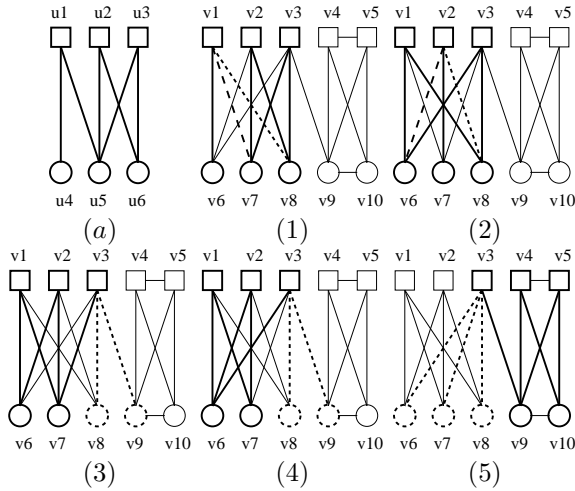 u1 u2 u3 v1 v2 v3 v4 v5 v1 v2 v3 v4 v5
u4 u5 u6 v6 v7 v8 v9 v10 v6 v7 v8 v9 v10
(a) (1) (2)
v1 v2 v3 v4 v5 v1 v2 v3 v4 v5 v1 v2 v3 v4 v5
v6 v7 v8 v9 v10 v6 v7 v8 v9 v10 v6 v7 v8 v9 v10
(3) (4) (5)